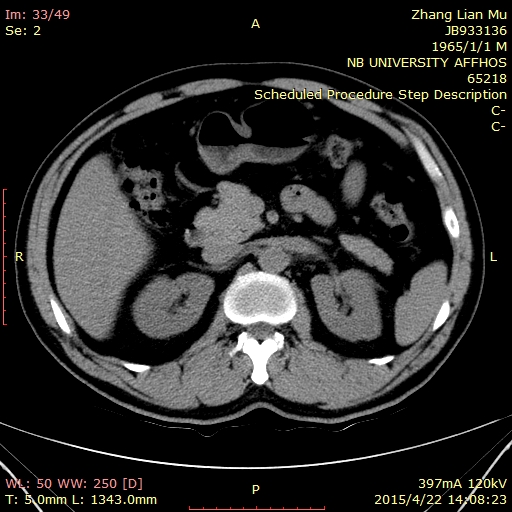 Im: 33/49
Se: 2
A
Zhang Lian Mu
JB933136
1965/1/1 M
NB UNIVERSITY AFFHOS
65218
Scheduled Procedure Step Description
C-
C-
R
L
WL: 50 WW: 250 [D]
T: 5.0mm L: 1343.0mm
P
397mA 120kV
2015/4/22 14:08:23